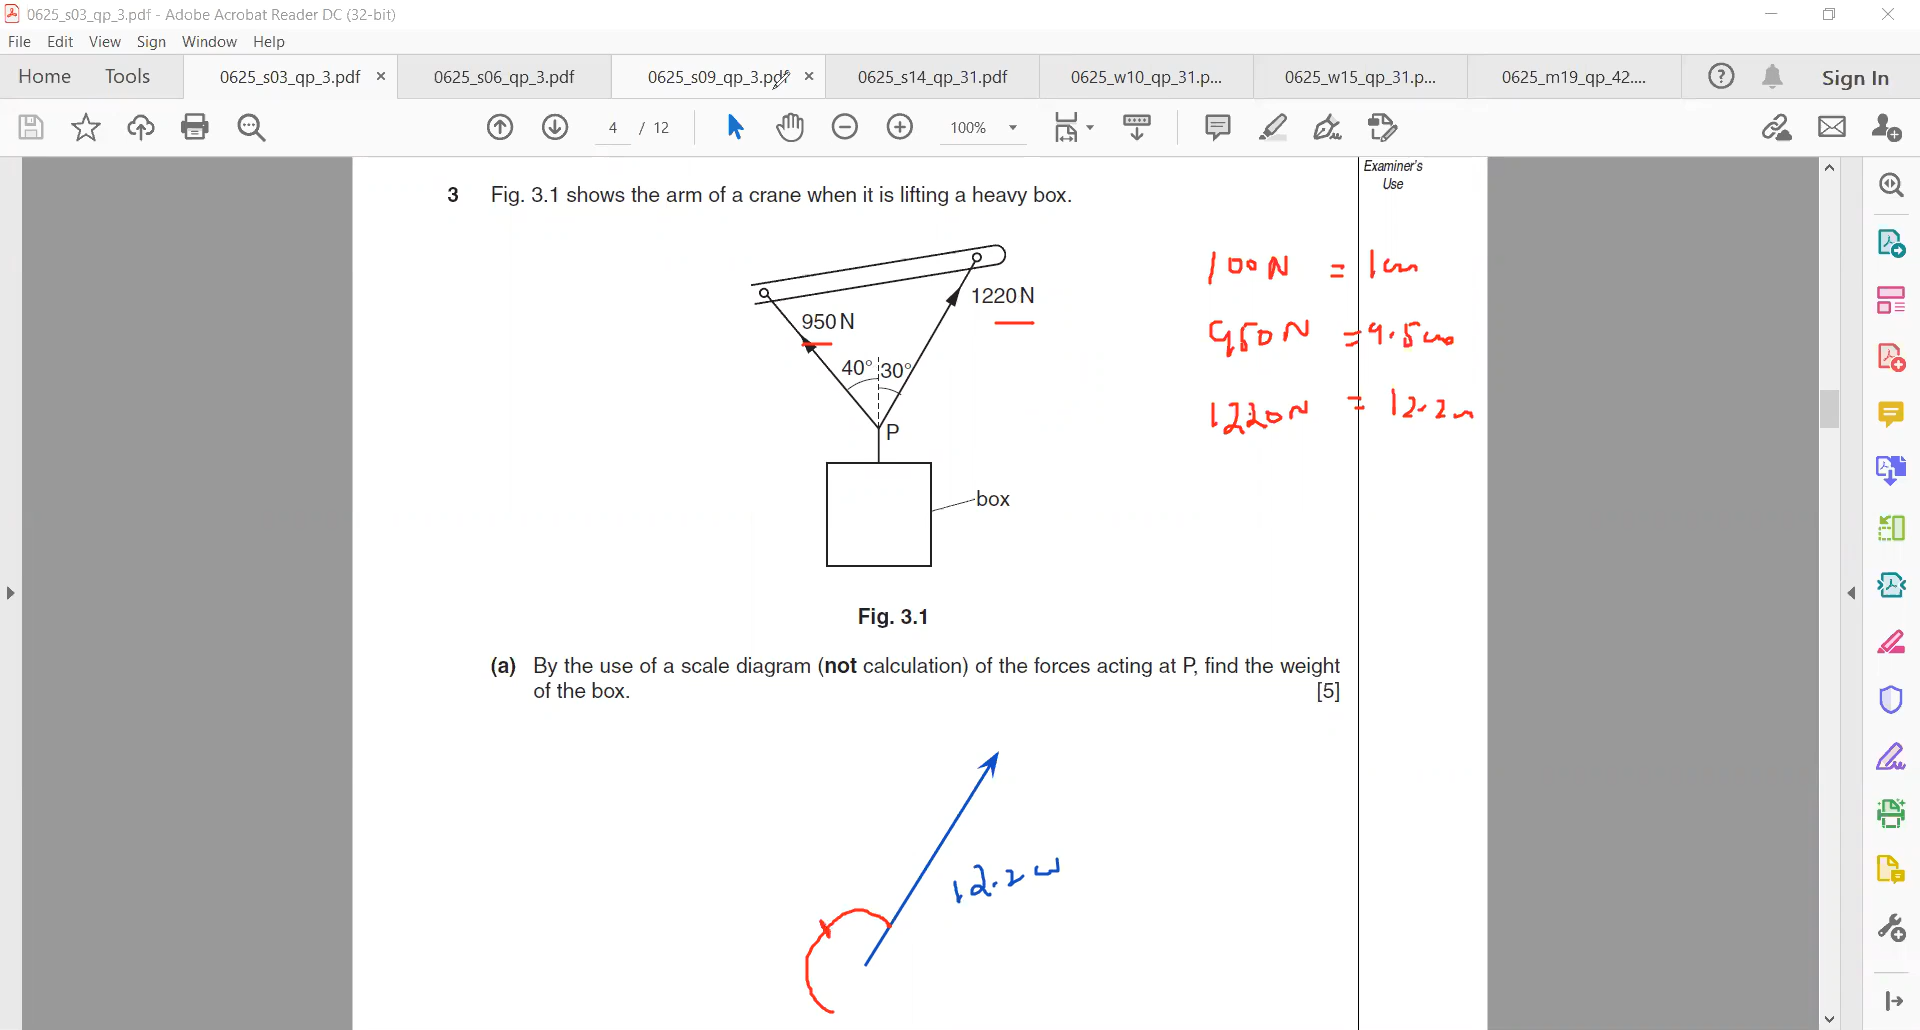 0625_s03_qp_3.pdf - Adobe Acrobat Reader DC (32-bit)
File Edit View Sign Window Help
Home Tools 0625_s03_qp_3.pdf × 0625_s06_qp_3.pdf 0625_s09_qp_3.pdf × 0625_s14_qp_31.pdf 0625_w10_qp_31.p... 0625_w15_qp_31.p... 0625_m19_qp_42.... Sign In
4 / 12 100%
Examiner's
Use
3 Fig. 3.1 shows the arm of a crane when it is lifting a heavy box.
100N = 1cm
1220 N
950 N
950N = 9.5cm
40° 30°
1220N = 12.2m
P
box
Fig. 3.1
(a) By the use of a scale diagram (not calculation) of the forces acting at P, find the weight
of the box. [5]
12.2 cm